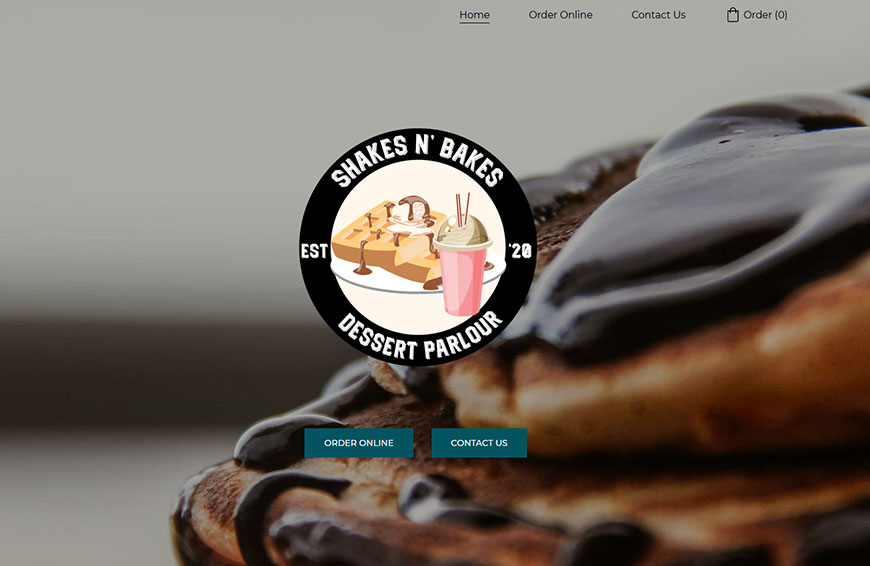 Home
Order Online
Contact Us
Order (0)
SHAKES N' BAKES
EST '20
DESSERT PARLOUR
ORDER ONLINE
CONTACT US